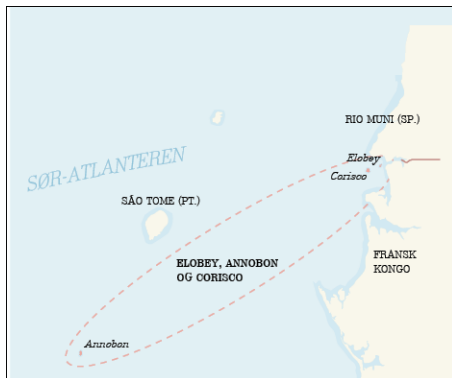 RIO MUNI (SP.)
Elobey
Corisco
SØR-ATLANTEREN
SÃO TOME (PT.)
ELOBEY, ANNOBON
OG CORISCO
FRANSK
KONGO
Annobon